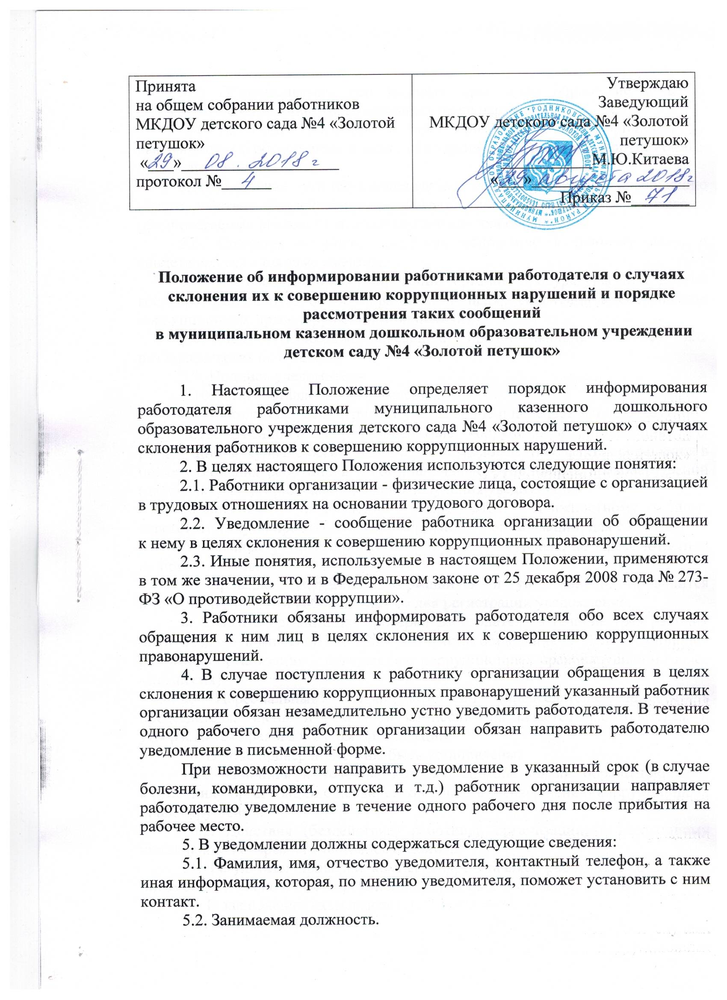 Принята
на общем собрании работников
МКДОУ детского сада №4 «Золотой
петушок»
«29» 08. 2018 г
протокол № 4
Утверждаю
Заведующий
МКДОУ детского сада №4 «Золотой
петушок»
М.Ю.Китаева
«29» августа 2018г
Приказ № 71
Положение об информировании работниками работодателя о случаях
склонения их к совершению коррупционных нарушений и порядке
рассмотрения таких сообщений
в муниципальном казенном дошкольном образовательном учреждении
детском саду №4 «Золотой петушок»
1. Настоящее Положение определяет порядок информирования
работодателя работниками муниципального казенного дошкольного
образовательного учреждения детского сада №4 «Золотой петушок» о случаях
склонения работников к совершению коррупционных нарушений.
2. В целях настоящего Положения используются следующие понятия:
2.1. Работники организации - физические лица, состоящие с организацией
в трудовых отношениях на основании трудового договора.
2.2. Уведомление - сообщение работника организации об обращении
к нему в целях склонения к совершению коррупционных правонарушений.
2.3. Иные понятия, используемые в настоящем Положении, применяются
в том же значении, что и в Федеральном законе от 25 декабря 2008 года № 273-
ФЗ «О противодействии коррупции».
3. Работники обязаны информировать работодателя обо всех случаях
обращения к ним лиц в целях склонения их к совершению коррупционных
правонарушений.
4. В случае поступления к работнику организации обращения в целях
склонения к совершению коррупционных правонарушений указанный работник
организации обязан незамедлительно устно уведомить работодателя. В течение
одного рабочего дня работник организации обязан направить работодателю
уведомление в письменной форме.
При невозможности направить уведомление в указанный срок (в случае
болезни, командировки, отпуска и т.д.) работник организации направляет
работодателю уведомление в течение одного рабочего дня после прибытия на
рабочее место.
5. В уведомлении должны содержаться следующие сведения:
5.1. Фамилия, имя, отчество уведомителя, контактный телефон, а также
иная информация, которая, по мнению уведомителя, поможет установить с ним
контакт.
5.2. Занимаемая должность.